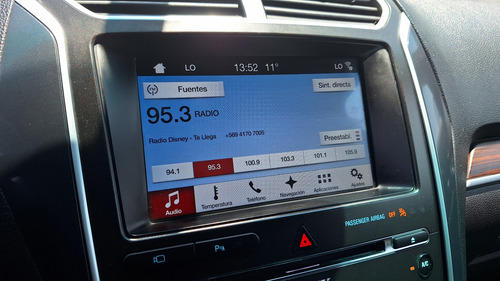 LO 13:52 11° LO
Fuentes Sint. directa
95.3 RADIO
Radio Disney - Te Llega +569 4170 7005
Preestabl.
94.1 95.3 100.9 103.3 101.1 105.9
Audio Temperatura Teléfono Navegación Aplicaciones Ajustes
PASSENGER AIRBAG OFF
P
A/C